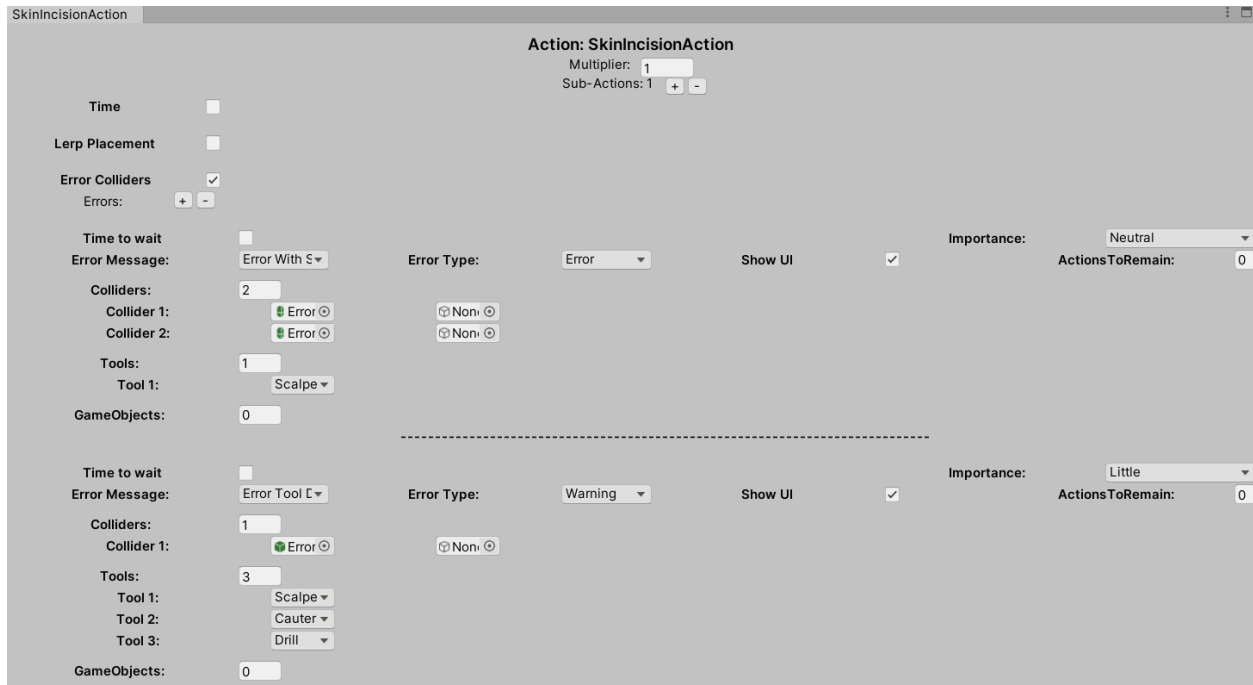 SkinIncisionAction
Action: SkinIncisionAction
Multiplier: 1
Sub-Actions: 1 + -
Time
Lerp Placement
Error Colliders
Errors: + -
Time to wait Importance: Neutral
Error Message: Error With S Error Type: Error Show UI ActionsToRemain: 0
Colliders: 2
Collider 1: Error Non
Collider 2: Error Non
Tools: 1
Tool 1: Scalpe
GameObjects: 0
Time to wait Importance: Little
Error Message: Error Tool D Error Type: Warning Show UI ActionsToRemain: 0
Colliders: 1
Collider 1: Error Non
Tools: 3
Tool 1: Scalpe
Tool 2: Cauter
Tool 3: Drill
GameObjects: 0